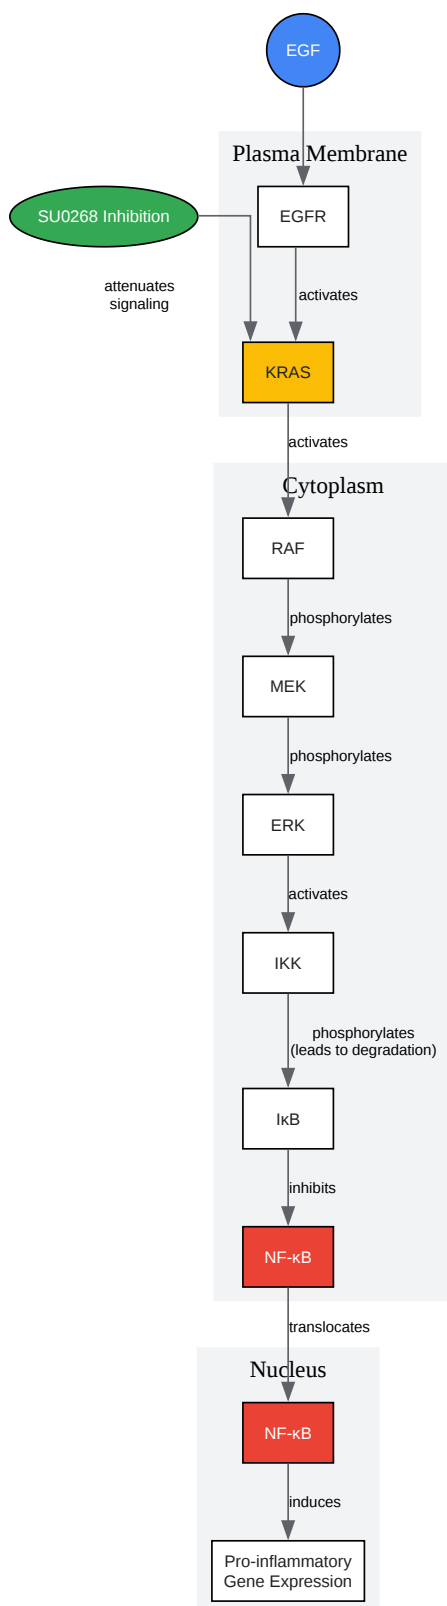 EGF
Plasma Membrane
SU0268 Inhibition
EGFR
attenuates
signaling
activates
KRAS
activates
Cytoplasm
RAF
phosphorylates
MEK
phosphorylates
ERK
activates
IKK
phosphorylates
(leads to degradation)
IκB
inhibits
NF-κB
translocates
Nucleus
NF-κB
induces
Pro-inflammatory
Gene Expression